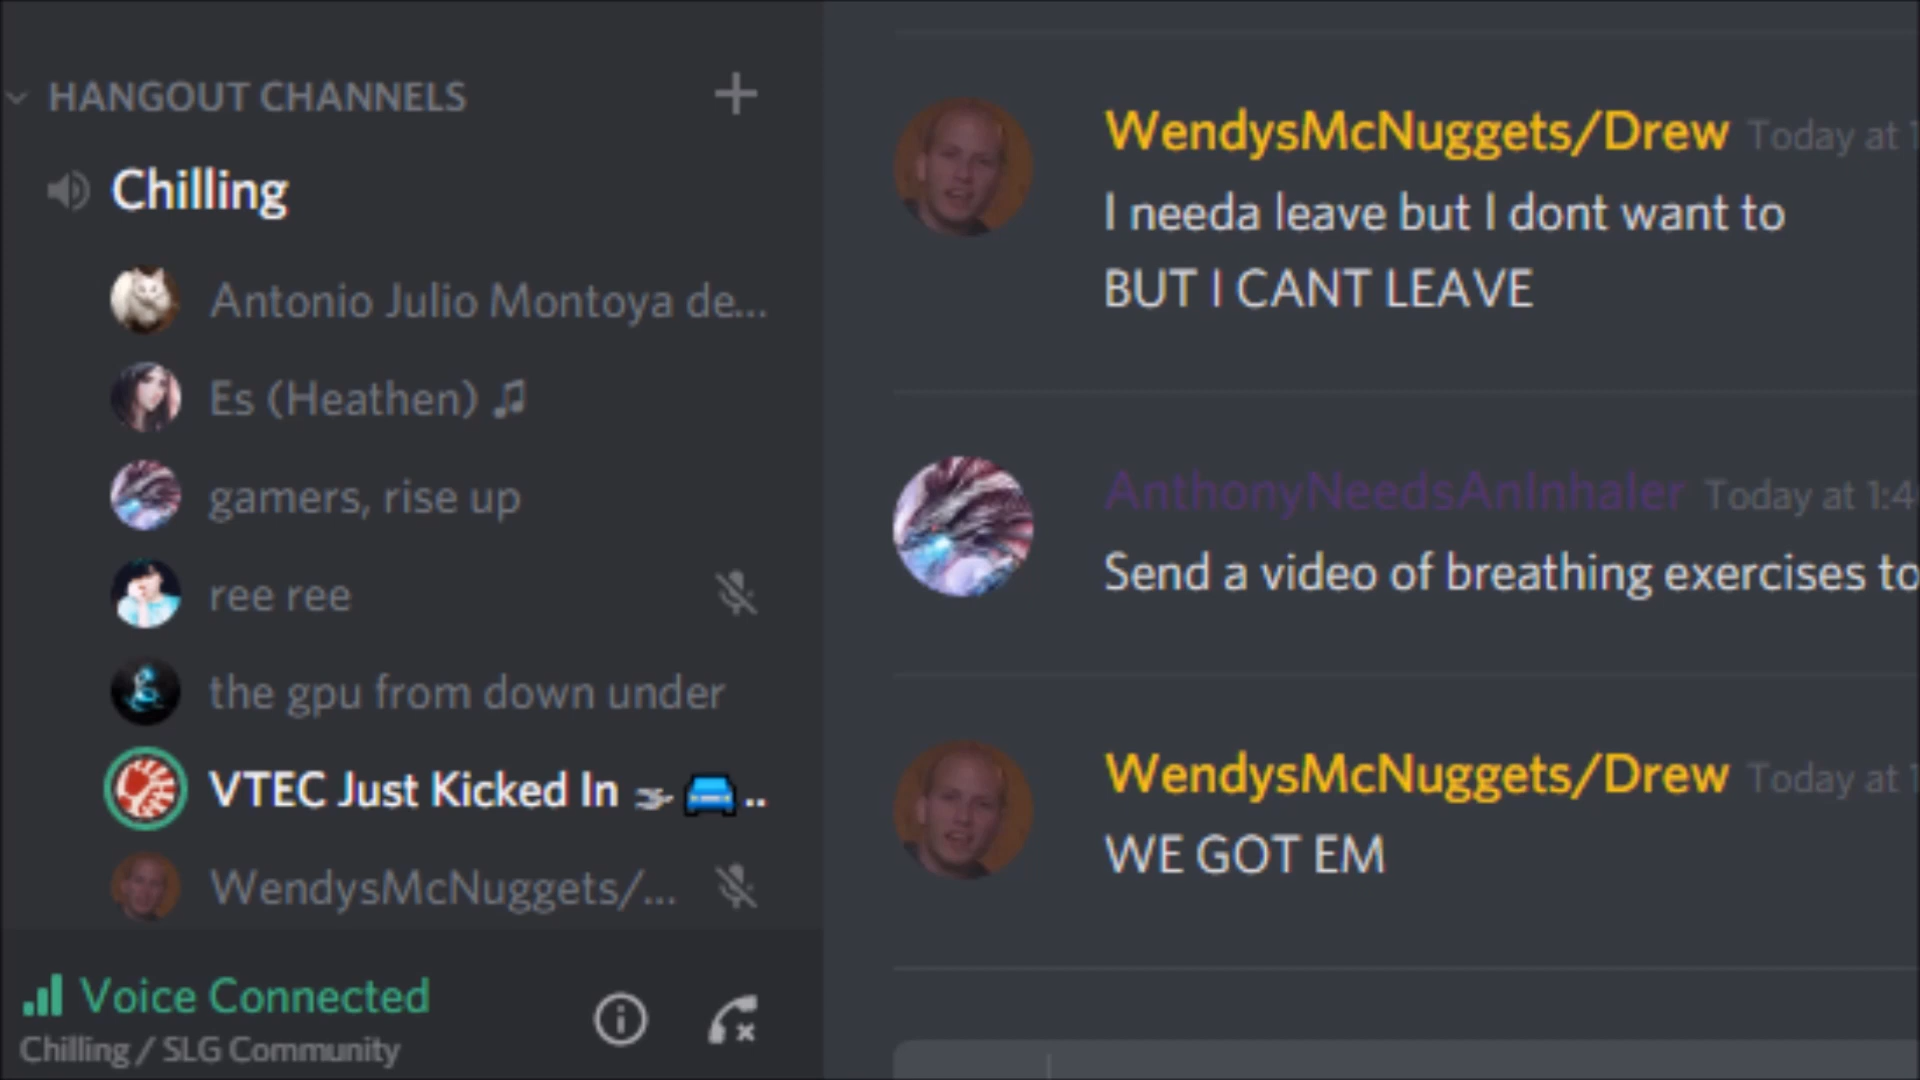 HANGOUT CHANNELS
Chilling
Antonio Julio Montoya de...
Es (Heathen) 🎵
gamers, rise up
ree ree
the gpu from down under
VTEC Just Kicked In 💨🚙..
WendysMcNuggets/...
Voice Connected
Chilling / SLG Community
WendysMcNuggets/Drew Today at 1
I needa leave but I dont want to
BUT I CANT LEAVE
AnthonyNeedsAnInhaler Today at 1:4
Send a video of breathing exercises to
WendysMcNuggets/Drew Today at 1
WE GOT EM